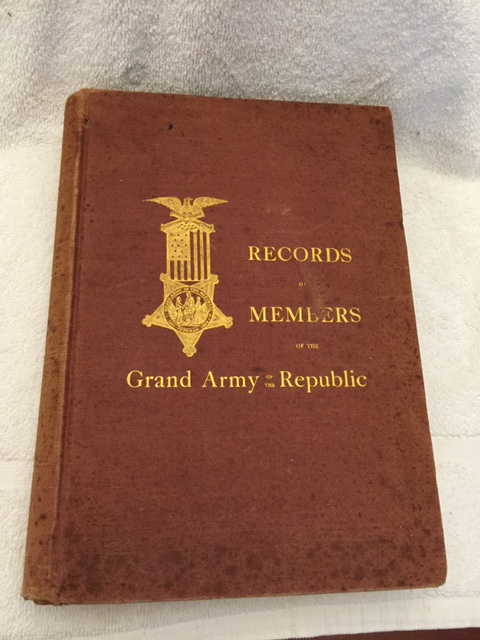 RECORDS
OF
MEMBERS
OF THE
Grand Army OF THE Republic